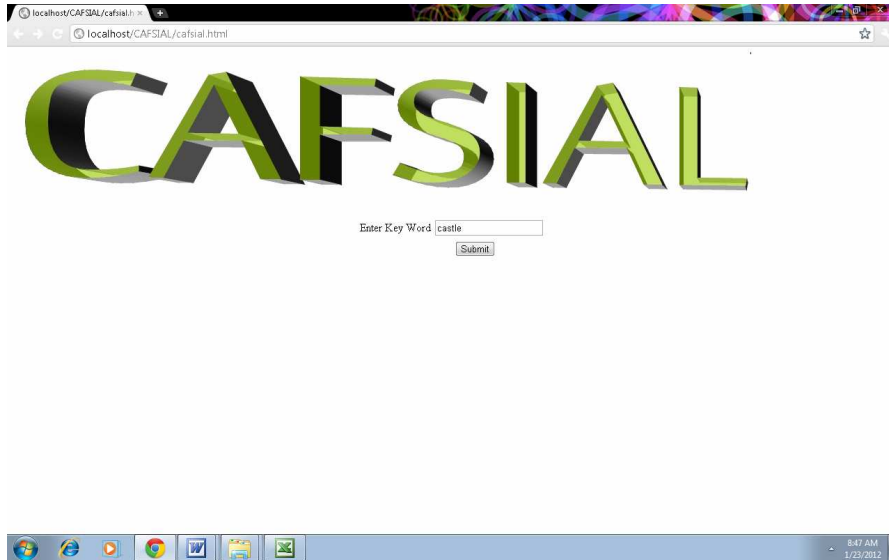 localhost/CAFSIAL/cafsial.h
localhost/CAFSIAL/cafsial.html
CAFSIAL
Enter Key Word castle
Submit
8:47 AM
1/23/2012